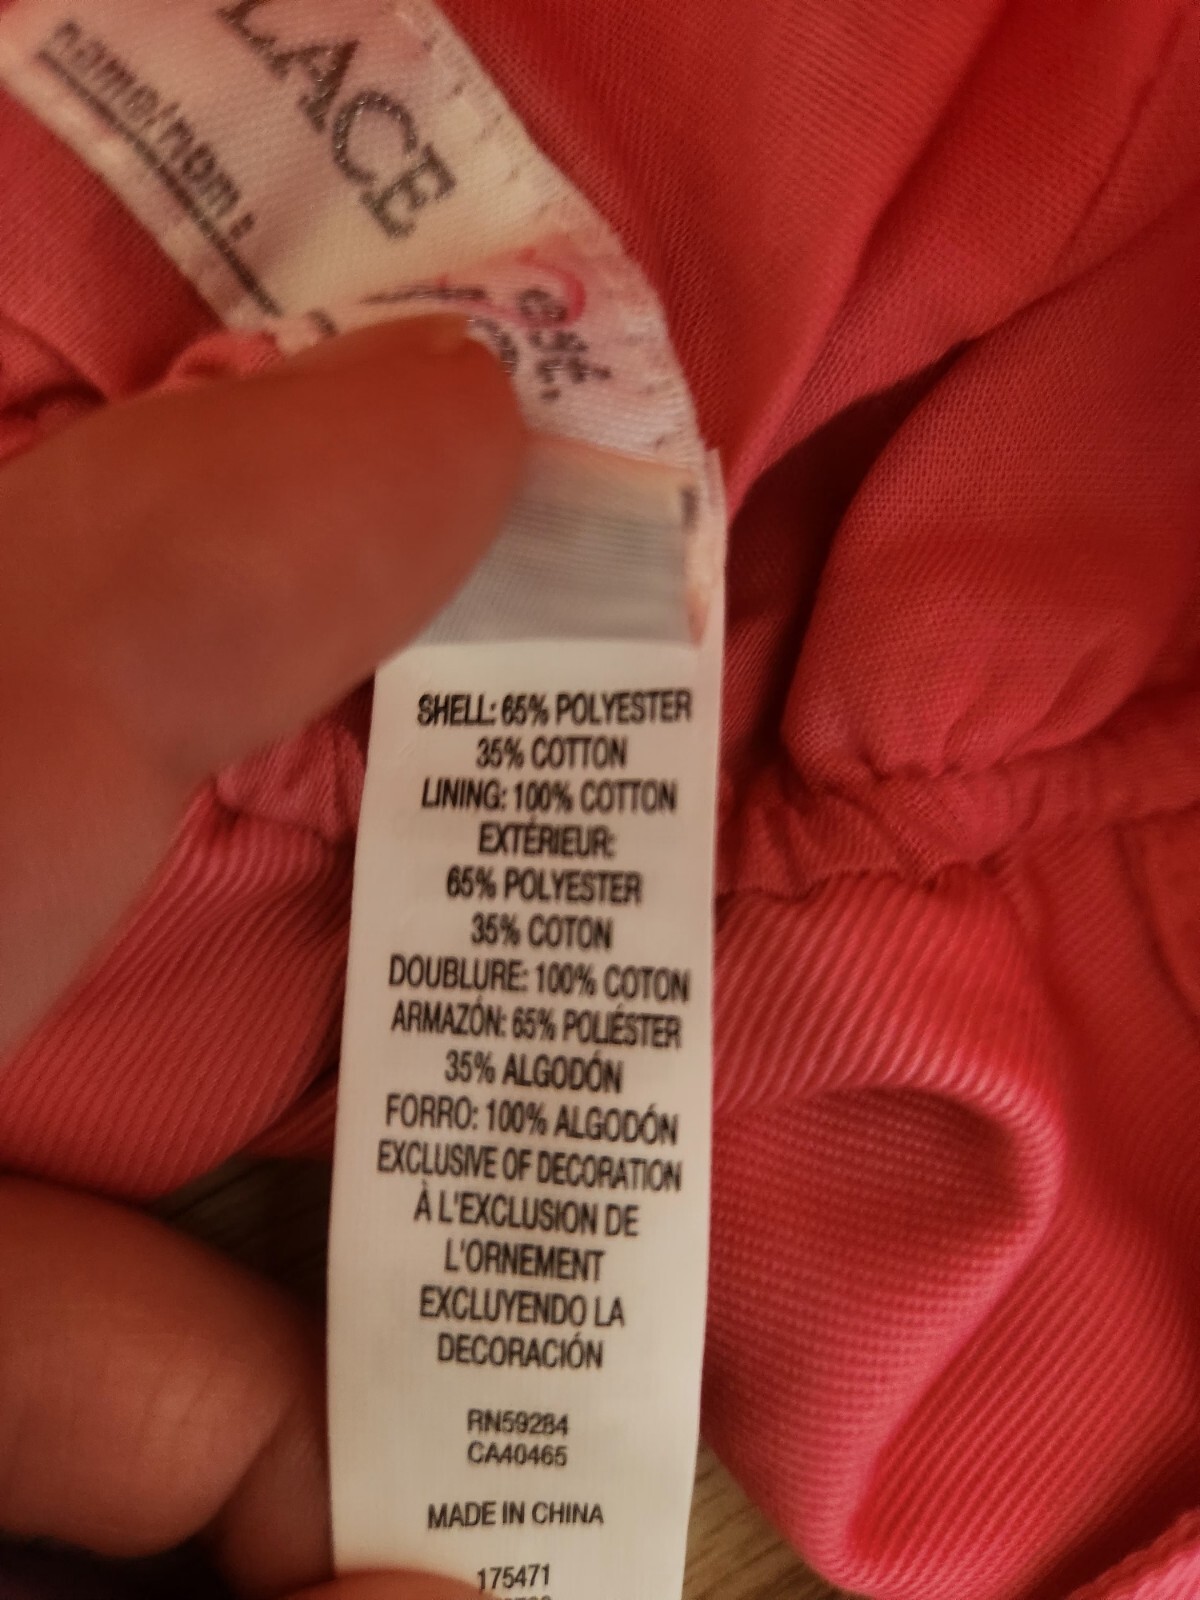 LACE
name/nom:
est.
SHELL: 65% POLYESTER
35% COTTON
LINING: 100% COTTON
EXTÉRIEUR:
65% POLYESTER
35% COTON
DOUBLURE: 100% COTON
ARMAZÓN: 65% POLIÉSTER
35% ALGODÓN
FORRO: 100% ALGODÓN
EXCLUSIVE OF DECORATION
À L'EXCLUSION DE
L'ORNEMENT
EXCLUYENDO LA
DECORACIÓN
RN59284
CA40465
MADE IN CHINA
175471